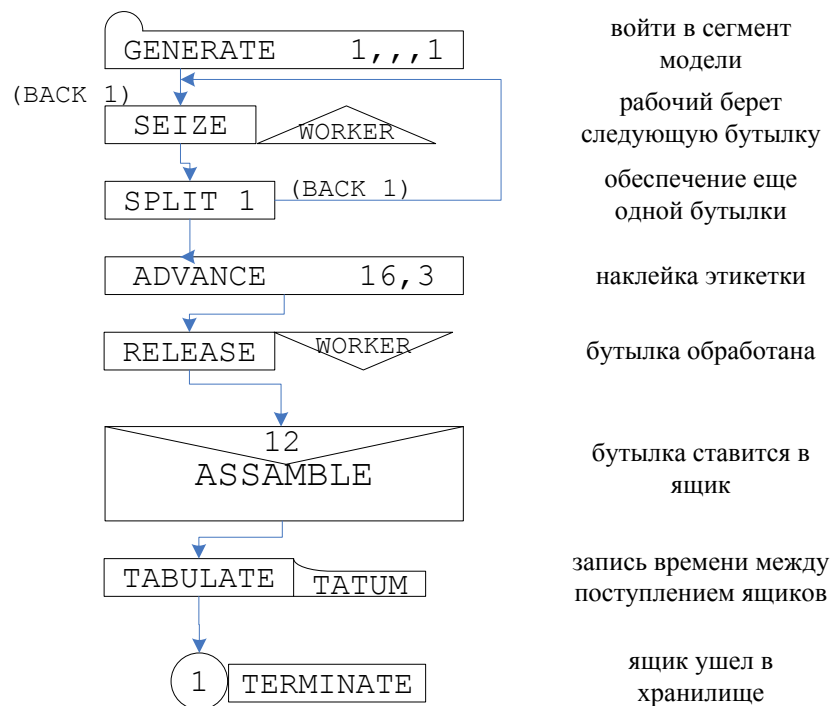 GENERATE 1,,,1
войти в сегмент
модели
(BACK 1)
SEIZE WORKER
рабочий берет
следующую бутылку
SPLIT 1 (BACK 1)
обеспечение еще
одной бутылки
ADVANCE 16,3
наклейка этикетки
RELEASE WORKER
бутылка обработана
12
ASSAMBLE
бутылка ставится в
ящик
TABULATE TATUM
запись времени между
поступлением ящиков
1 TERMINATE
ящик ушел в
хранилище